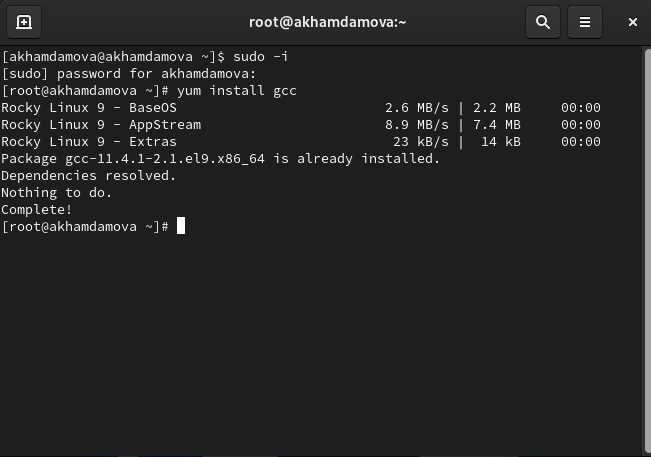 root@akhamdamova:~
[akhamdamova@akhamdamova ~]$ sudo -i
[sudo] password for akhamdamova:
[root@akhamdamova ~]# yum install gcc
Rocky Linux 9 - BaseOS                          2.6 MB/s | 2.2 MB     00:00
Rocky Linux 9 - AppStream                       8.9 MB/s | 7.4 MB     00:00
Rocky Linux 9 - Extras                           23 kB/s |  14 kB     00:00
Package gcc-11.4.1-2.1.el9.x86_64 is already installed.
Dependencies resolved.
Nothing to do.
Complete!
[root@akhamdamova ~]#